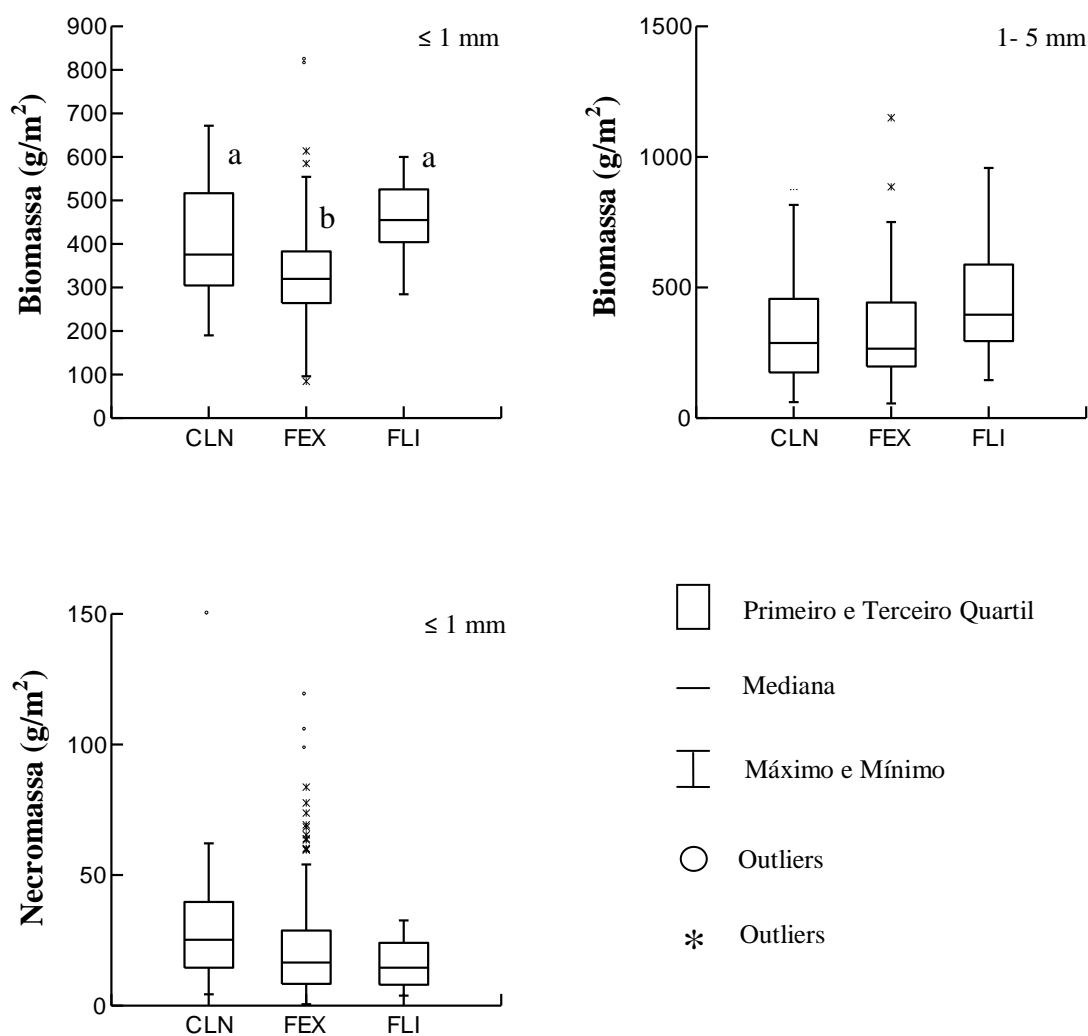 ≤ 1 mm
Biomassa (g/m²)
900
800
700
600
500
400
300
200
100
0
a
b
a
CLN FEX FLI
1- 5 mm
Biomassa (g/m²)
1500
1000
500
0
CLN FEX FLI
≤ 1 mm
Necromassa (g/m²)
150
100
50
0
CLN FEX FLI
Primeiro e Terceiro Quartil
Mediana
Máximo e Mínimo
Outliers
Outliers